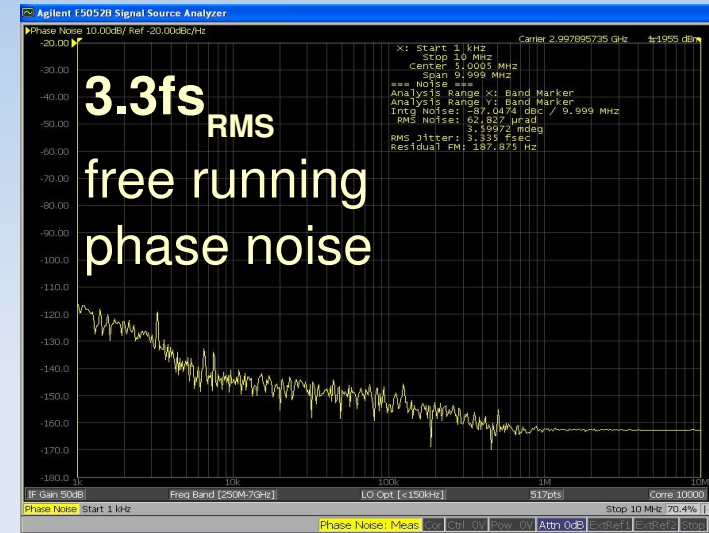 Agilent E5052B Signal Source Analyzer
▶Phase Noise 10.00dB/ Ref -20.00dBc/Hz
Carrier 2.997895735 GHz
-20.00
-30.00
-40.00
-50.00
-60.00
-70.00
-80.00
-90.00
-100.0
-110.0
-120.0
-130.0
-140.0
-150.0
-160.0
-170.0
-180.0
X: Start 1 kHz
Stop 10 MHz
Center 5.0005 MHz
Span 9.999 MHz
=== Noise ===
Analysis Range X: Band Marker
Analysis Range Y: Band Marker
Intg Noise: -87.0474 dBc / 9.999 MHz
RMS Noise: 62.827 µrad
3.59972 mdeg
RMS Jitter: 3.335 fsec
Residual FM: 187.875 Hz
3.3fsRMS
free running
phase noise
1k 10k 100k 1M 10M
IF Gain 50dB Freq Band [250M-7GHz] LO Opt [<150kHz] 517pts Corre 10000
Phase Noise Start 1 kHz Stop 10 MHz 70.4%
Phase Noise: Meas Cor Ctrl 0V Pow 0V Attn 0dB ExtRef1 ExtRef2 Stop